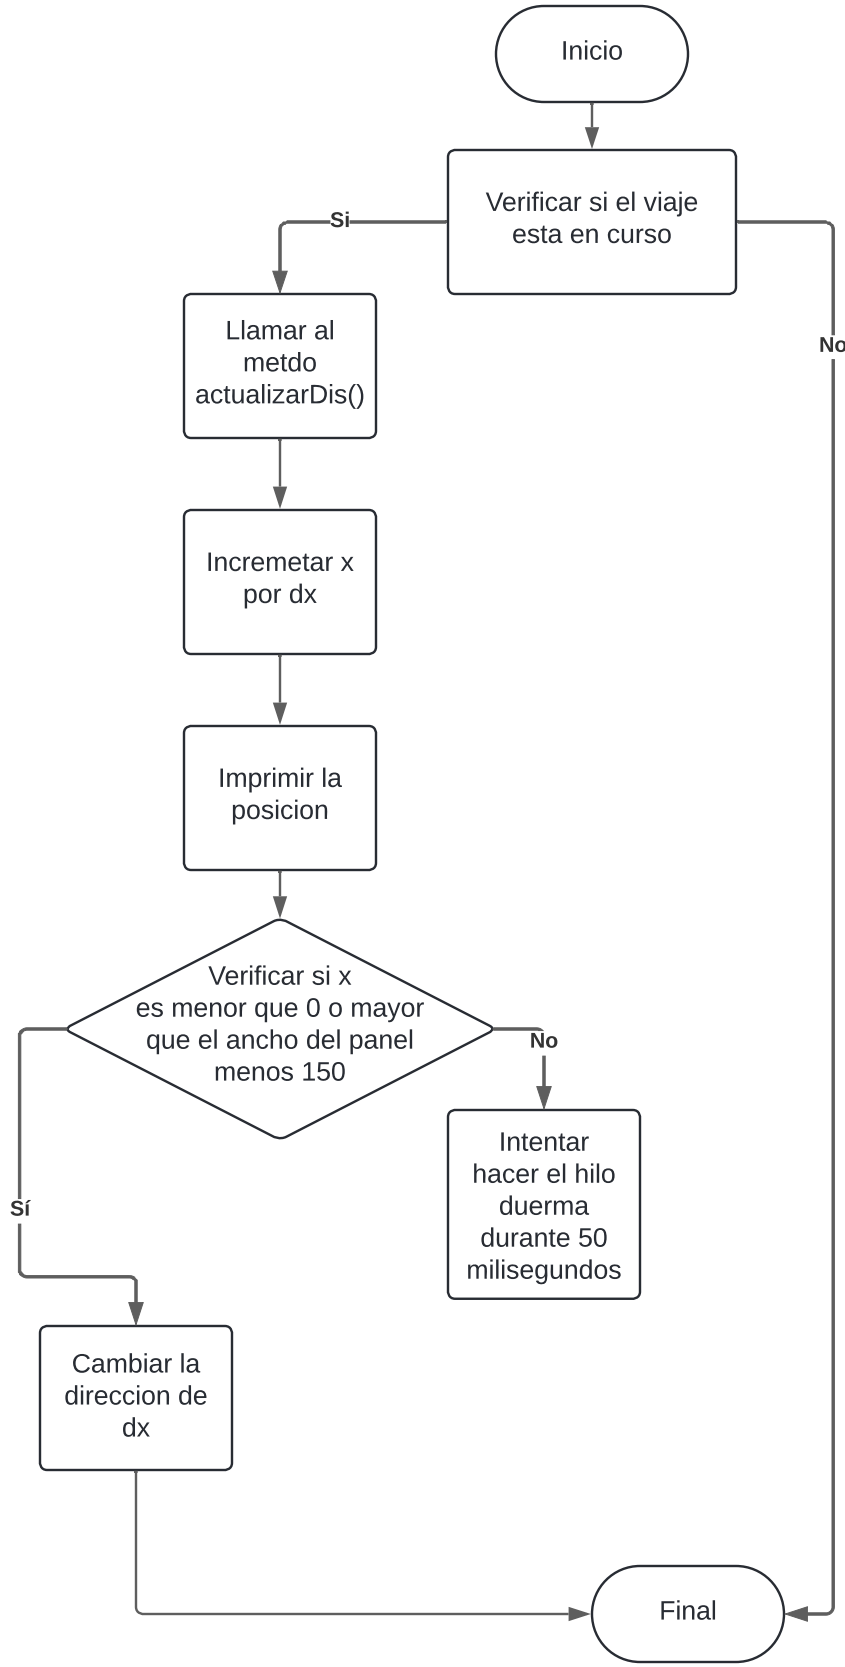 Inicio
Verificar si el viaje
esta en curso
Si
No
Llamar al
metdo
actualizarDis()
Incremetar x
por dx
Imprimir la
posicion
Verificar si x
es menor que 0 o mayor
que el ancho del panel
menos 150
No
Intentar
hacer el hilo
duerma
durante 50
milisegundos
Sí
Cambiar la
direccion de
dx
Final